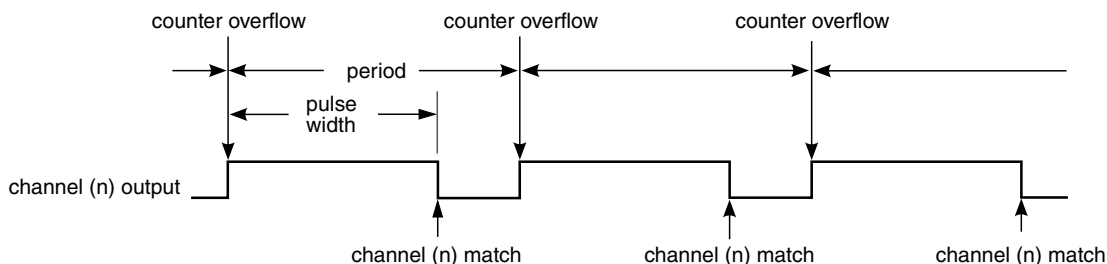 counter overflow
counter overflow
counter overflow
period
pulse
width
channel (n) output
channel (n) match
channel (n) match
channel (n) match